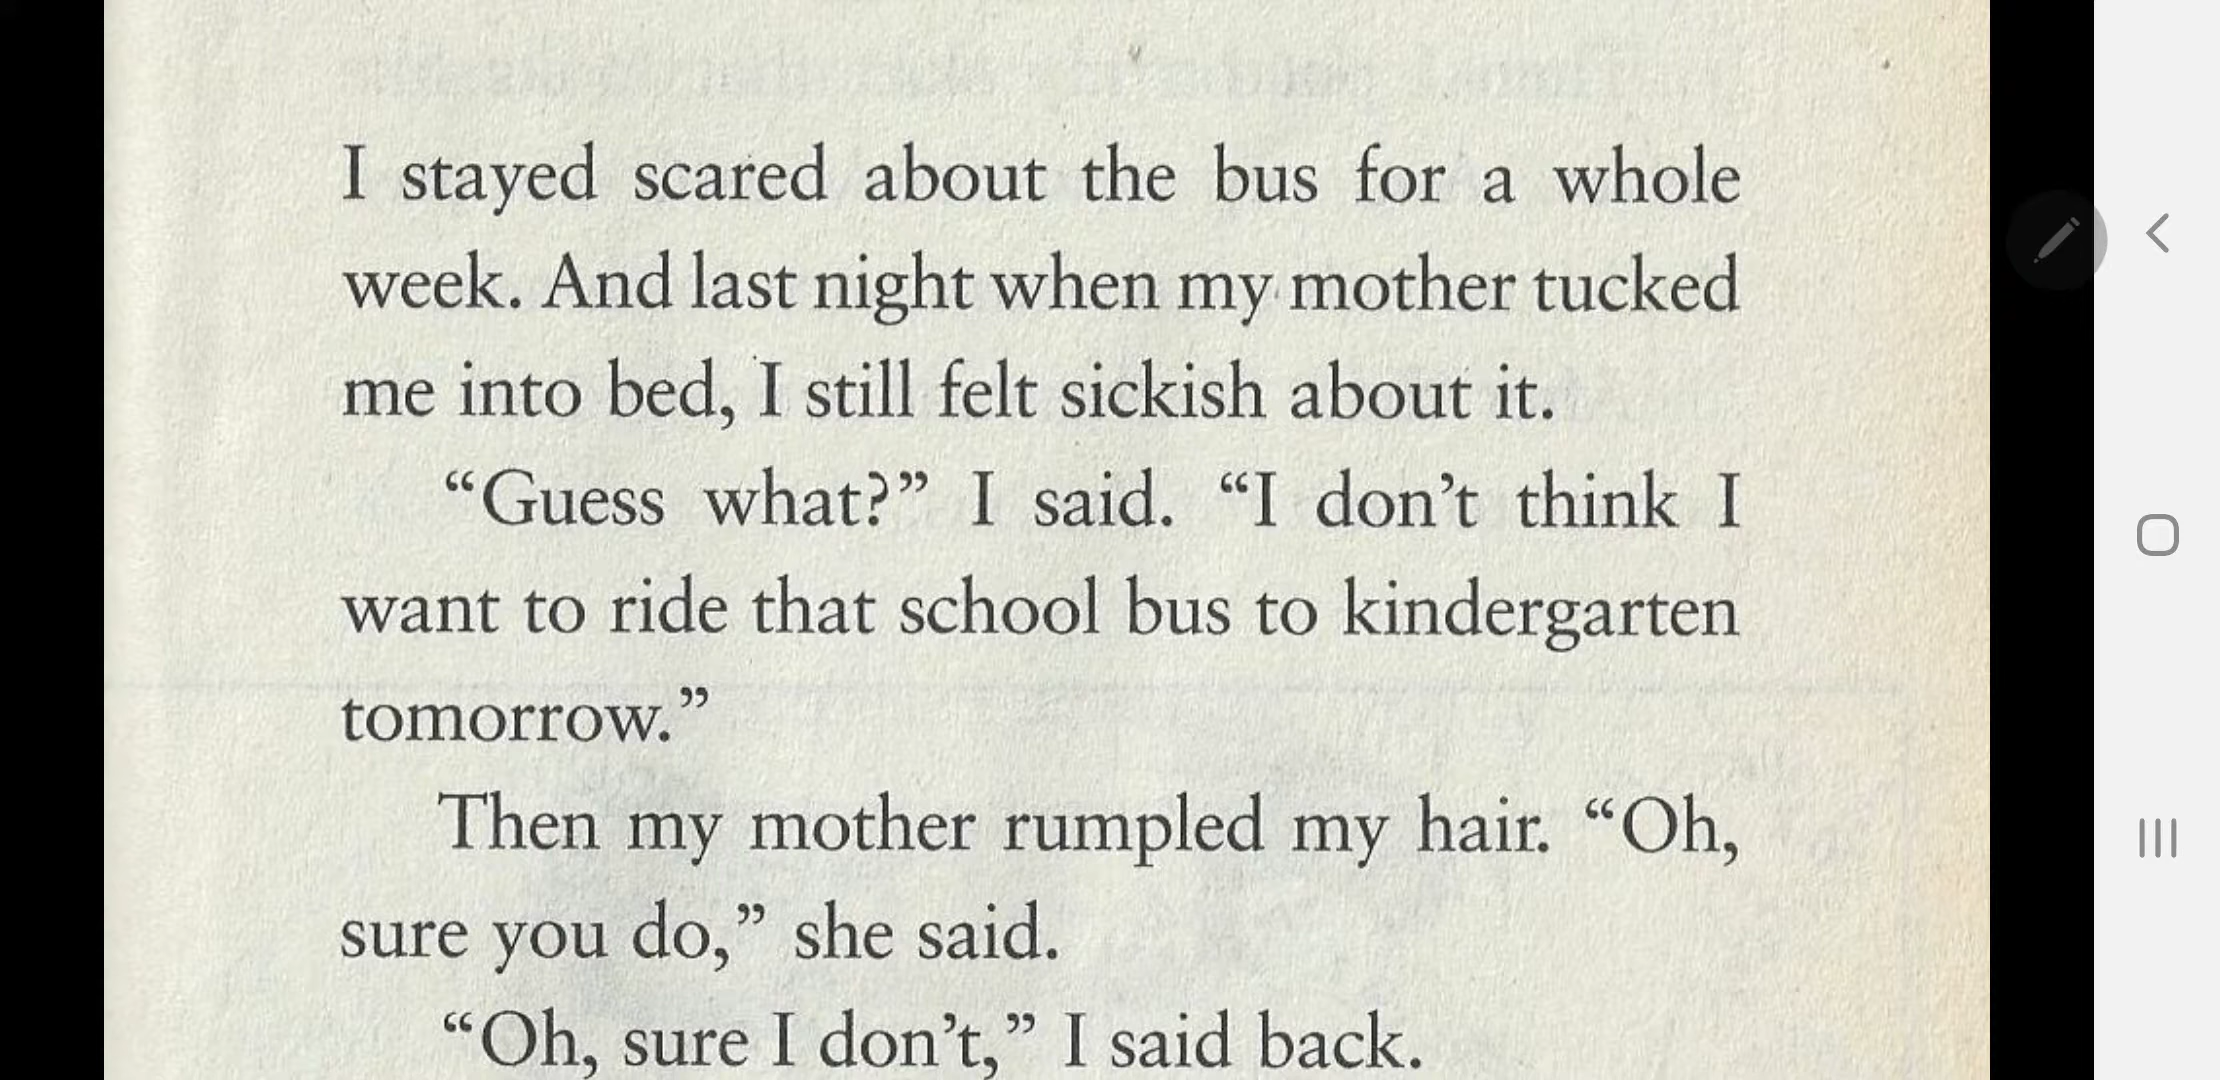 I stayed scared about the bus for a whole
week. And last night when my mother tucked
me into bed, I still felt sickish about it.
“Guess what?” I said. “I don’t think I
want to ride that school bus to kindergarten
tomorrow.”
Then my mother rumpled my hair. “Oh,
sure you do,” she said.
“Oh, sure I don’t,” I said back.